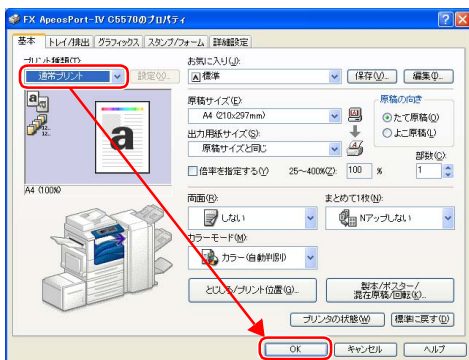 FX ApeosPort-IV C5570のプロパティ
基本 トレイ/排出 グラフィックス スタンプ/フォーム 詳細設定
プリント種類(T):
通常プリント 設定(Q)...
お気に入り(J):
標準 保存(V)... 編集(I)...
原稿サイズ(E):
A4 (210x297mm)
原稿の向き
たて原稿(O)
よこ原稿(L)
出力用紙サイズ(S):
原稿サイズと同じ
倍率を指定する(Y) 25~400%(Z): 100 %
部数(C):
1
A4 (100%)
両面(R):
しない
まとめて1枚(N):
Nアップしない
カラーモード(M):
カラー(自動判別)
とじしろ/プリント位置(G)...
製本/ポスター/
混在原稿/回転(K)...
プリンタの状態(W) 標準に戻す(D)
OK キャンセル ヘルプ